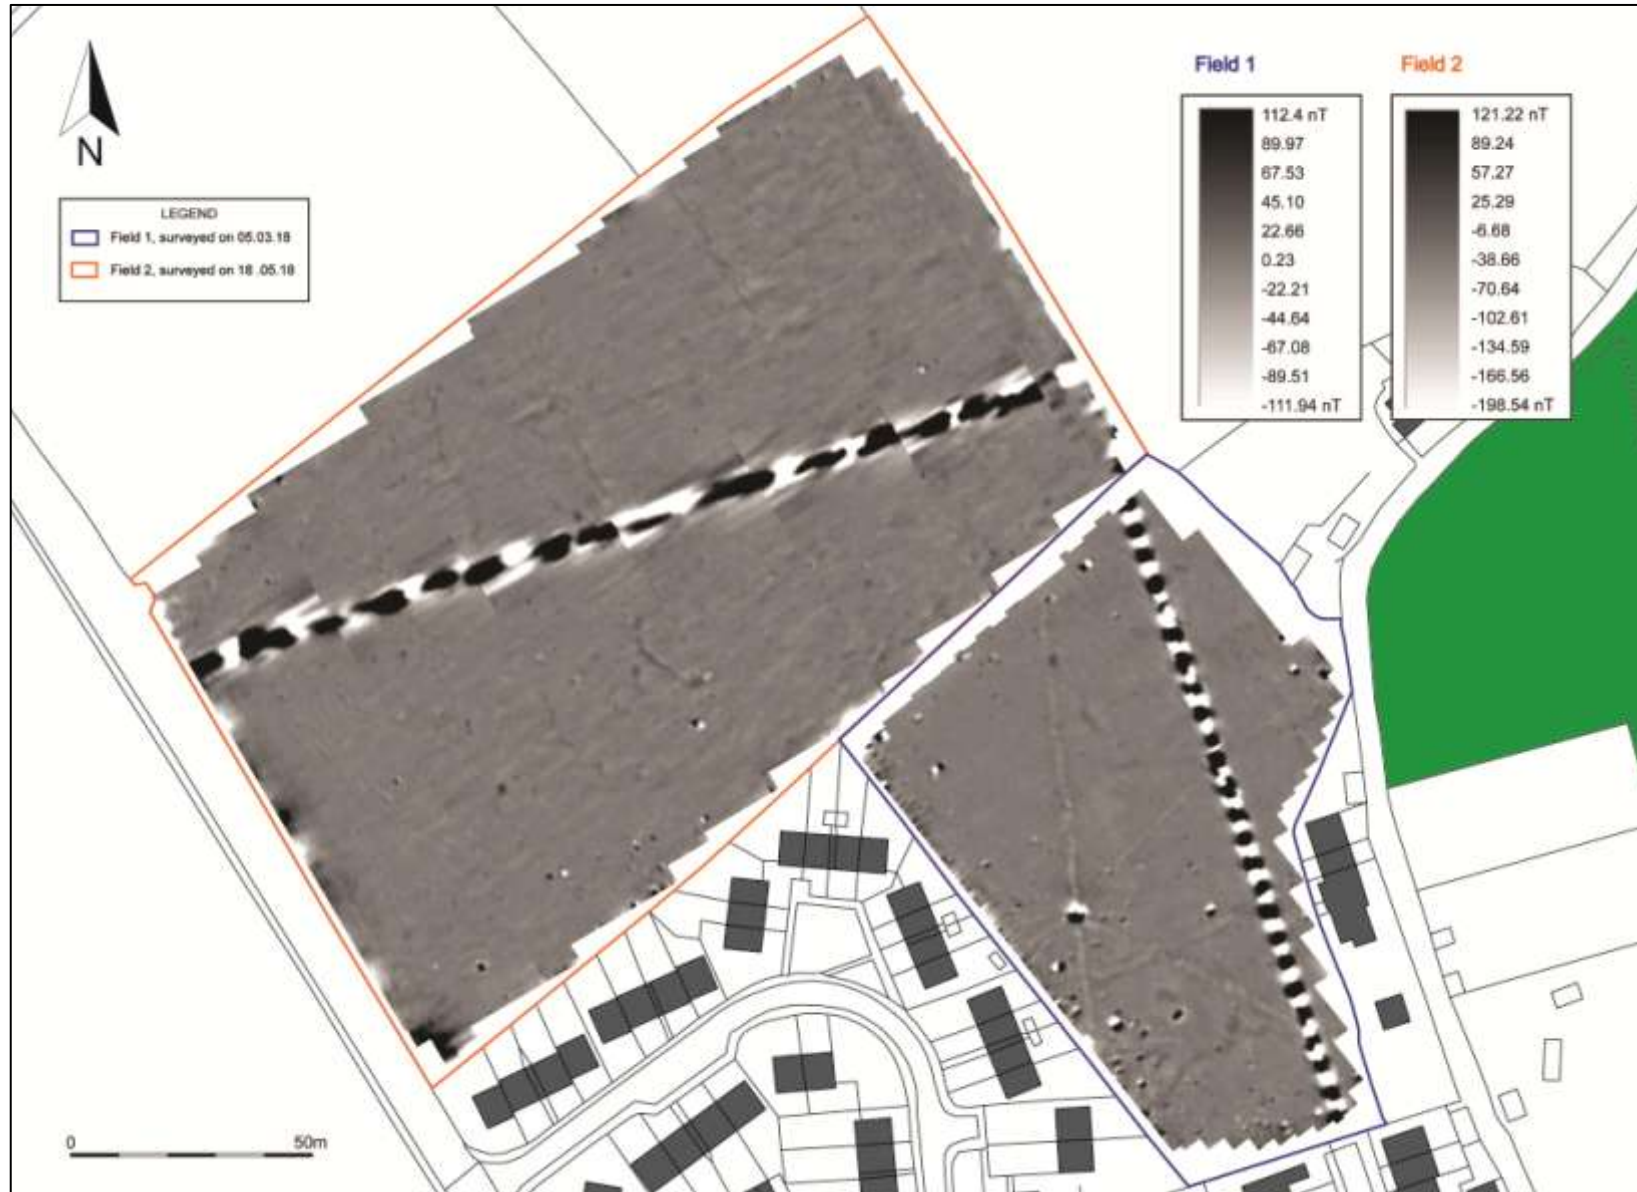 N
LEGEND
Field 1, surveyed on 05.03.18
Field 2, surveyed on 18 .05.18
Field 1
112.4 nT
89.97
67.53
45.10
22.66
0.23
-22.21
-44.64
-67.08
-89.51
-111.94 nT
Field 2
121.22 nT
89.24
57.27
25.29
-6.68
-38.66
-70.64
-102.61
-134.59
-166.56
-198.54 nT
0 50m